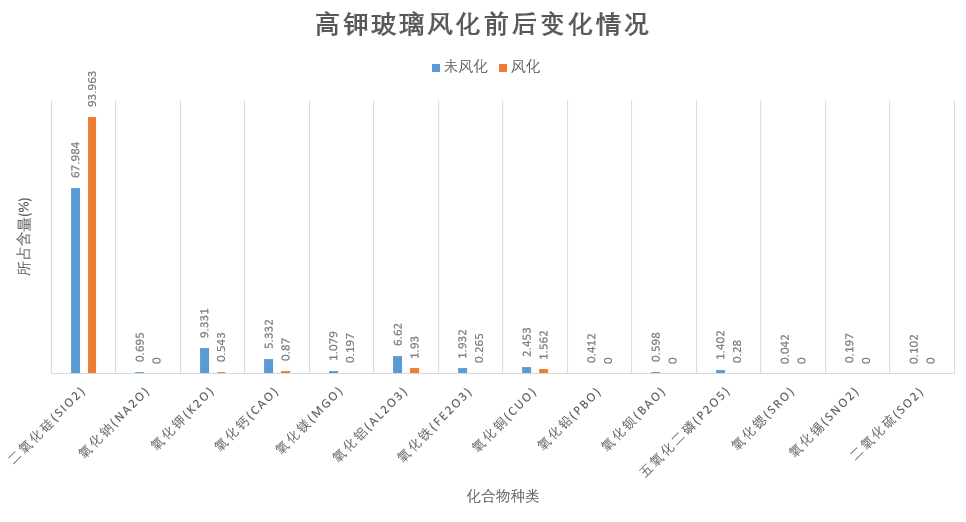 高钾玻璃风化前后变化情况
未风化 风化
所占含量(%)
67.984
93.963
0.695
0
9.331
0.543
5.332
0.87
1.079
0.197
6.62
1.93
1.932
0.265
2.453
1.562
0.412
0
0.598
0
1.402
0.28
0.042
0
0.197
0
0.102
0
二氧化硅(SIO2)
氧化钠(NA2O)
氧化钾(K2O)
氧化钙(CAO)
氧化镁(MGO)
氧化铝(AL2O3)
氧化铁(FE2O3)
氧化铜(CUO)
氧化铅(PBO)
氧化钡(BAO)
五氧化二磷(P2O5)
氧化锶(SRO)
氧化锡(SNO2)
二氧化硫(SO2)
化合物种类